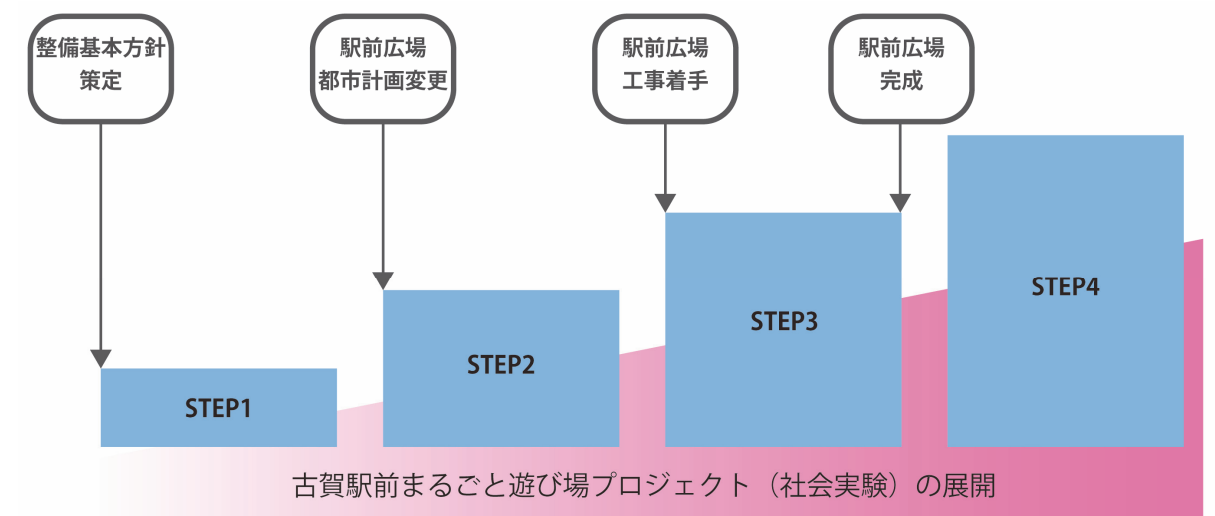 整備基本方針
策定
駅前広場
都市計画変更
駅前広場
工事着手
駅前広場
完成
STEP1
STEP2
STEP3
STEP4
古賀駅前まるごと遊び場プロジェクト（社会実験）の展開